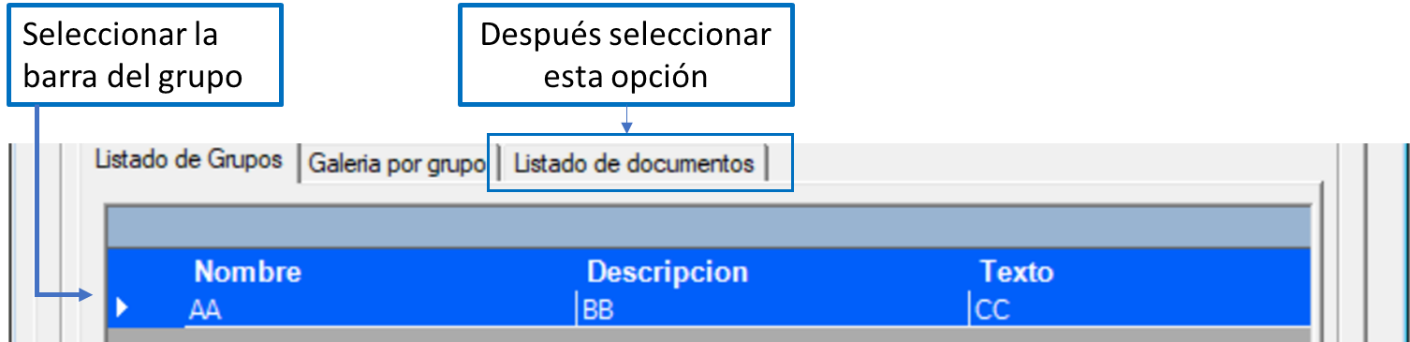 Seleccionar la
barra del grupo
Después seleccionar
esta opción
Listado de Grupos Galeria por grupo Listado de documentos
Nombre Descripcion Texto
AA BB CC